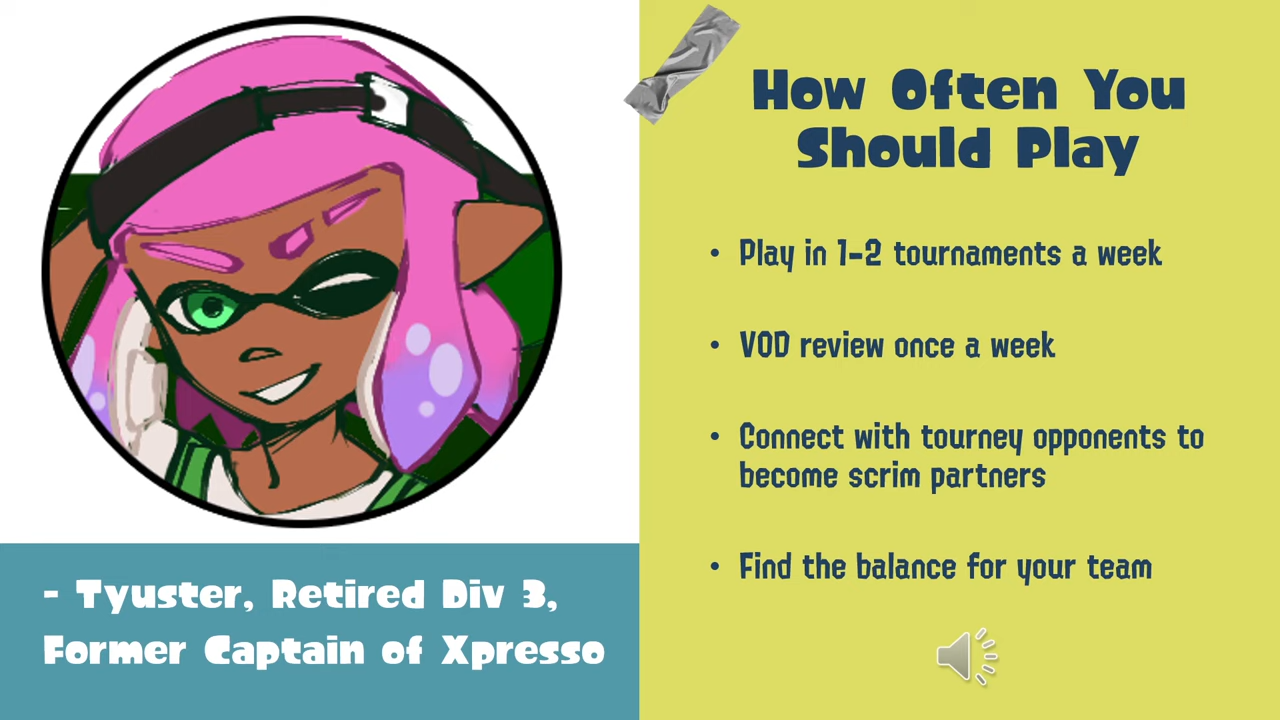 How Often You
Should Play
• Play in 1-2 tournaments a week
• VOD review once a week
• Connect with tourney opponents to
become scrim partners
• Find the balance for your team
- Tyuster, Retired Div 3,
Former Captain of Xpresso